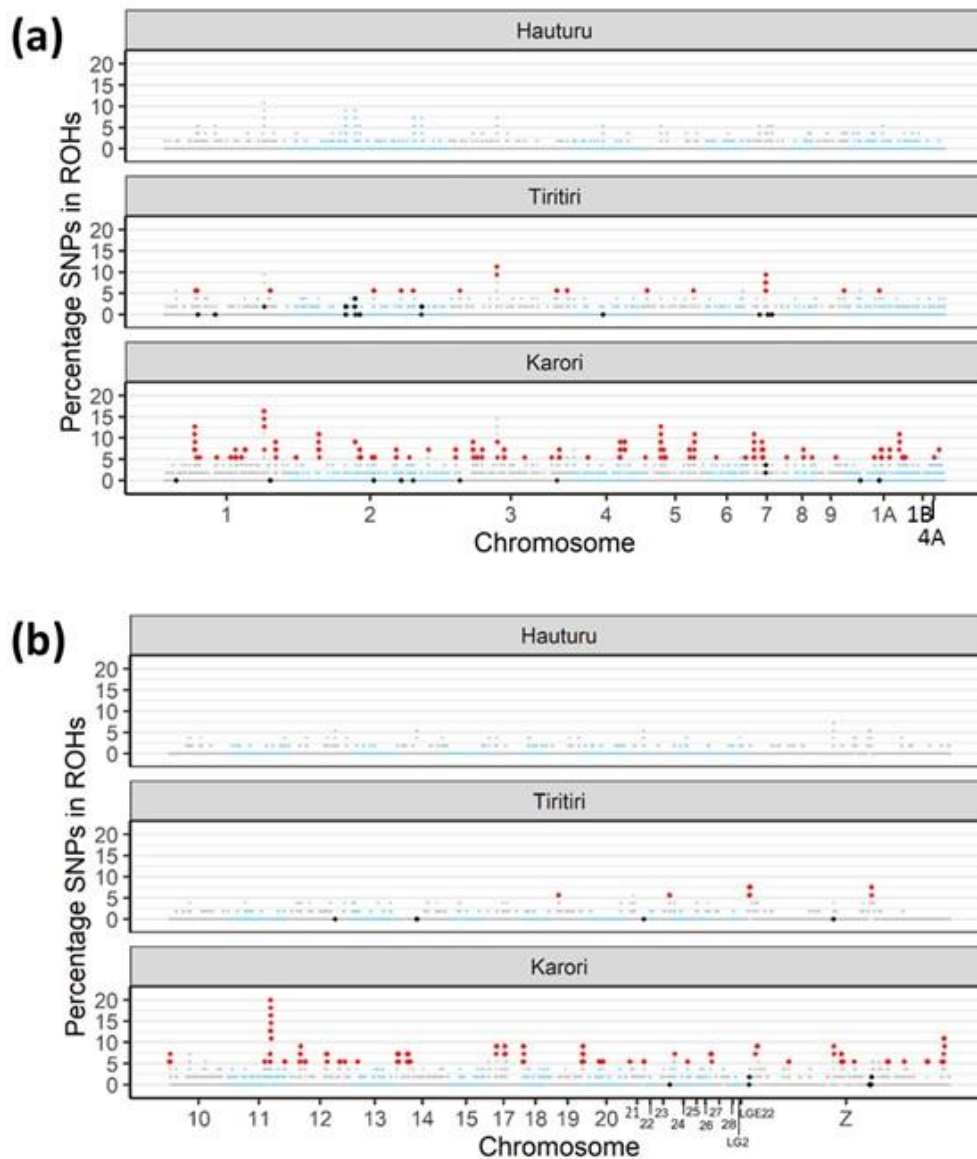 (a)
Hauturu
20
15
10
5
0
Tiritiri
20
15
10
5
0
Karori
20
15
10
5
0
Percentage SNPs in ROHs
1 2 3 4 5 6 7 8 9 1A 1B
4A
Chromosome
(b)
Hauturu
20
15
10
5
0
Tiritiri
20
15
10
5
0
Karori
20
15
10
5
0
Percentage SNPs in ROHs
10 11 12 13 14 15 17 18 19 20 21 22 23 24 25 26 27 28 LG2 LGE22 Z
Chromosome